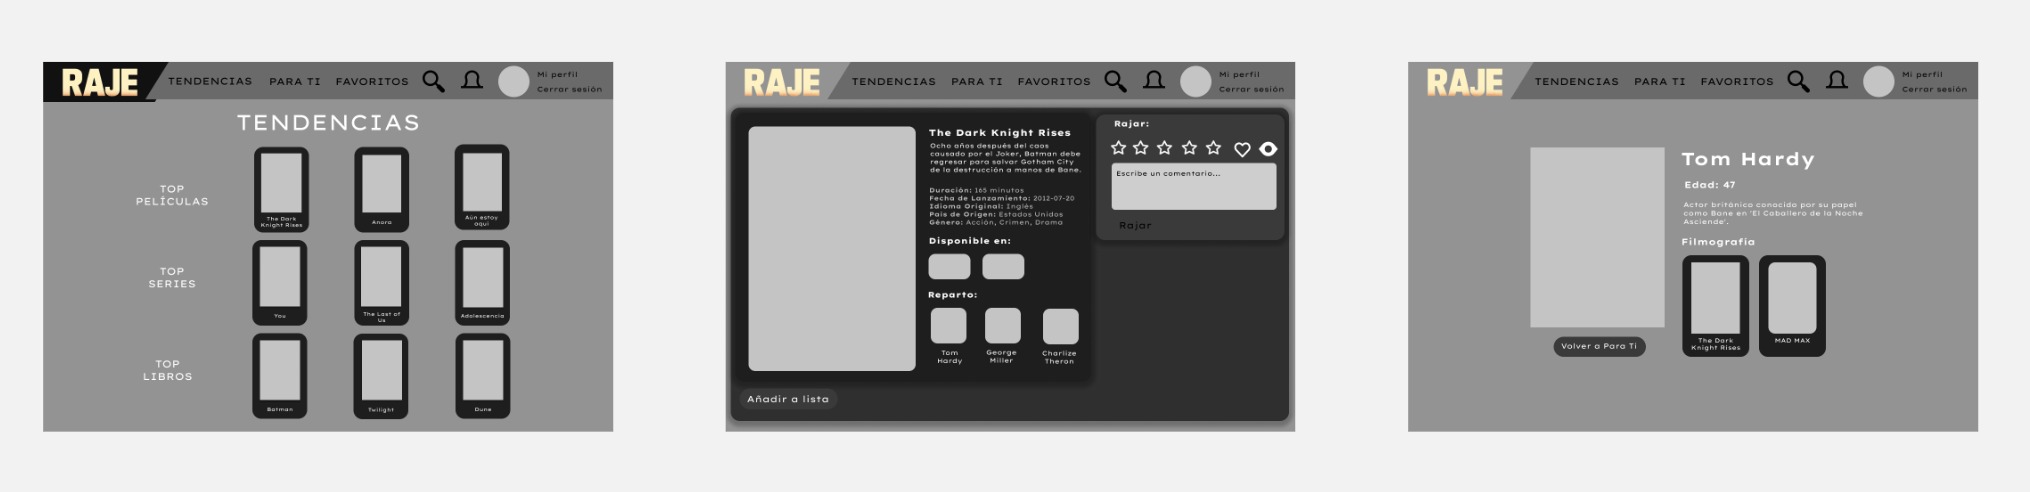 RAJE
TENDENCIAS PARA TI FAVORITOS
Mi perfil
Cerrar sesión
TENDENCIAS
TOP
PELÍCULAS
The Dark
Knight Rises
Anora
Aún estoy
aquí
TOP
SERIES
You
The Last of
Us
Adolescencia
TOP
LIBROS
Batman
Twilight
Dune
RAJE
TENDENCIAS PARA TI FAVORITOS
Mi perfil
Cerrar sesión
The Dark Knight Rises
Ocho años después del caos
causado por el Joker, Batman debe
regresar para salvar Gotham City
de la destrucción a manos de Bane.
Duración: 165 minutos
Fecha de Lanzamiento: 2012-07-20
Idioma Original: Inglés
País de Origen: Estados Unidos
Género: Acción, Crimen, Drama
Disponible en:
Reparto:
Tom
Hardy
George
Miller
Charlize
Theron
Añadir a lista
Rajar:
Escribe un comentario...
Rajar
RAJE
TENDENCIAS PARA TI FAVORITOS
Mi perfil
Cerrar sesión
Tom Hardy
Edad: 47
Actor británico conocido por su papel
como Bane en 'El Caballero de la Noche
Asciende'.
Filmografía
The Dark
Knight Rises
MAD MAX
Volver a Para Ti